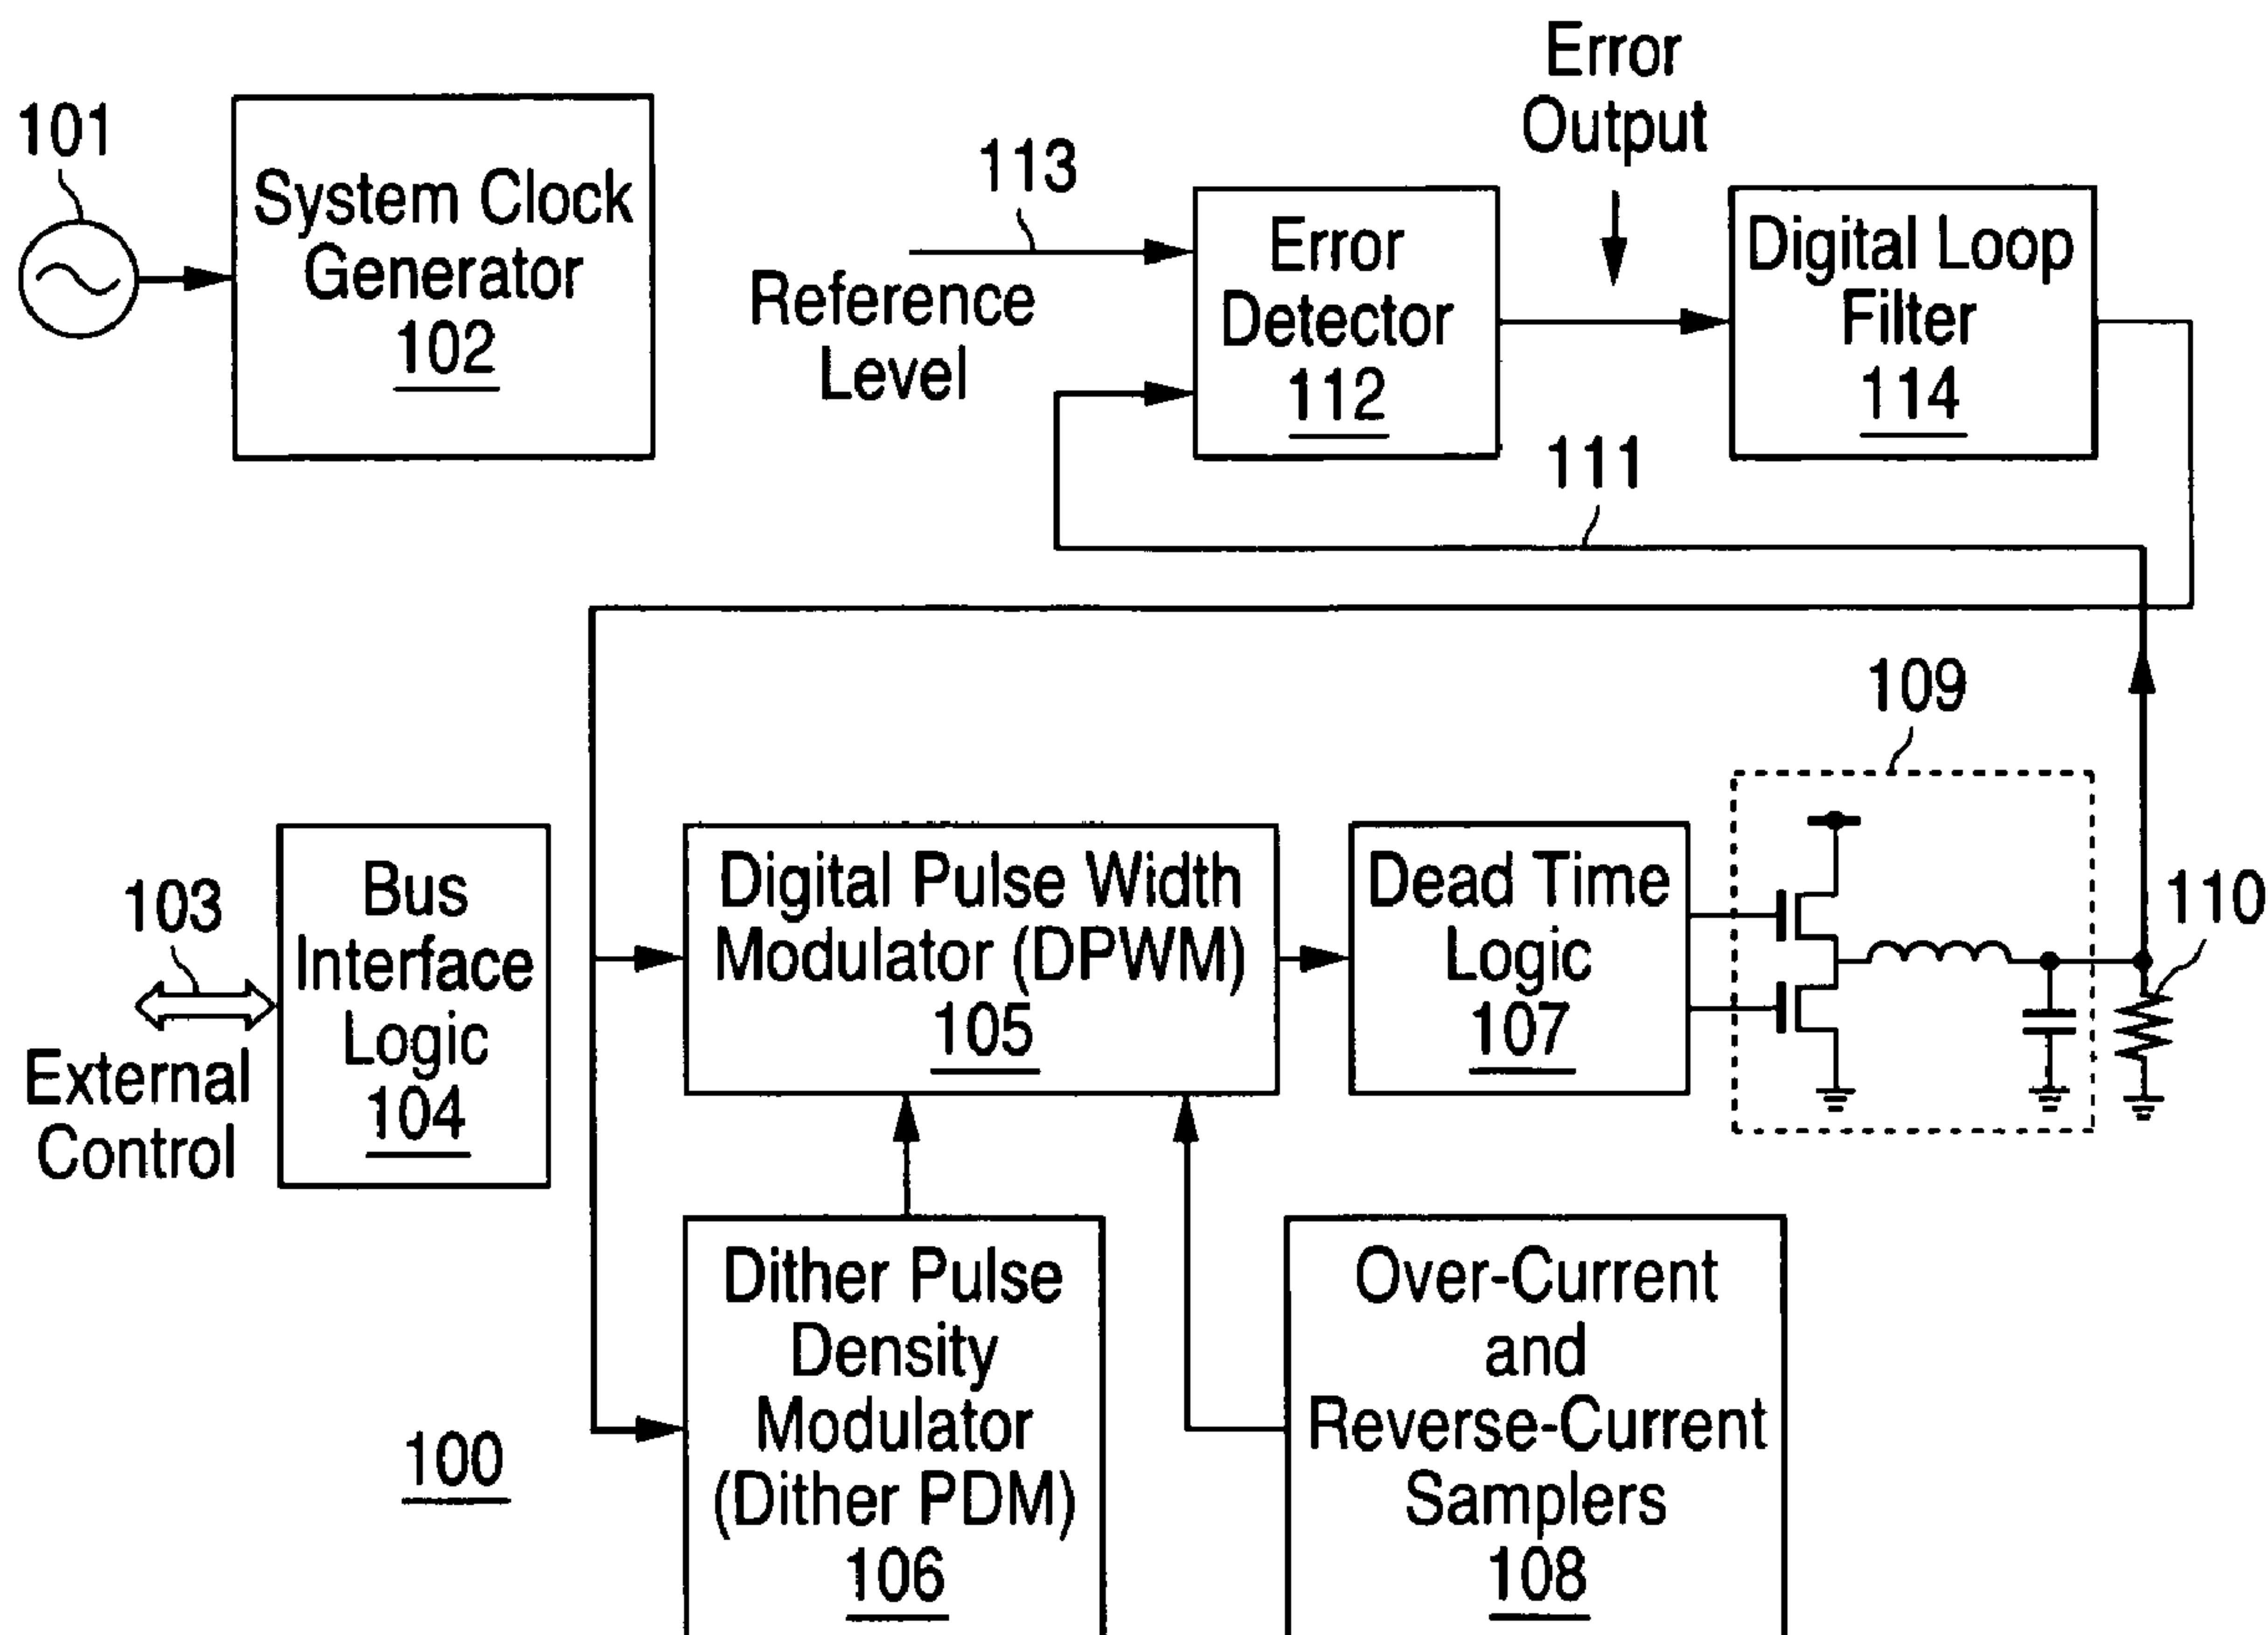 101
System Clock
Generator
102
113
Reference
Level
Error
Detector
112
Error
Output
Digital Loop
Filter
114
111
109
110
103
External
Control
Bus
Interface
Logic
104
Digital Pulse Width
Modulator (DPWM)
105
Dead Time
Logic
107
100
Dither Pulse
Density
Modulator
(Dither PDM)
106
Over-Current
and
Reverse-Current
Samplers
108